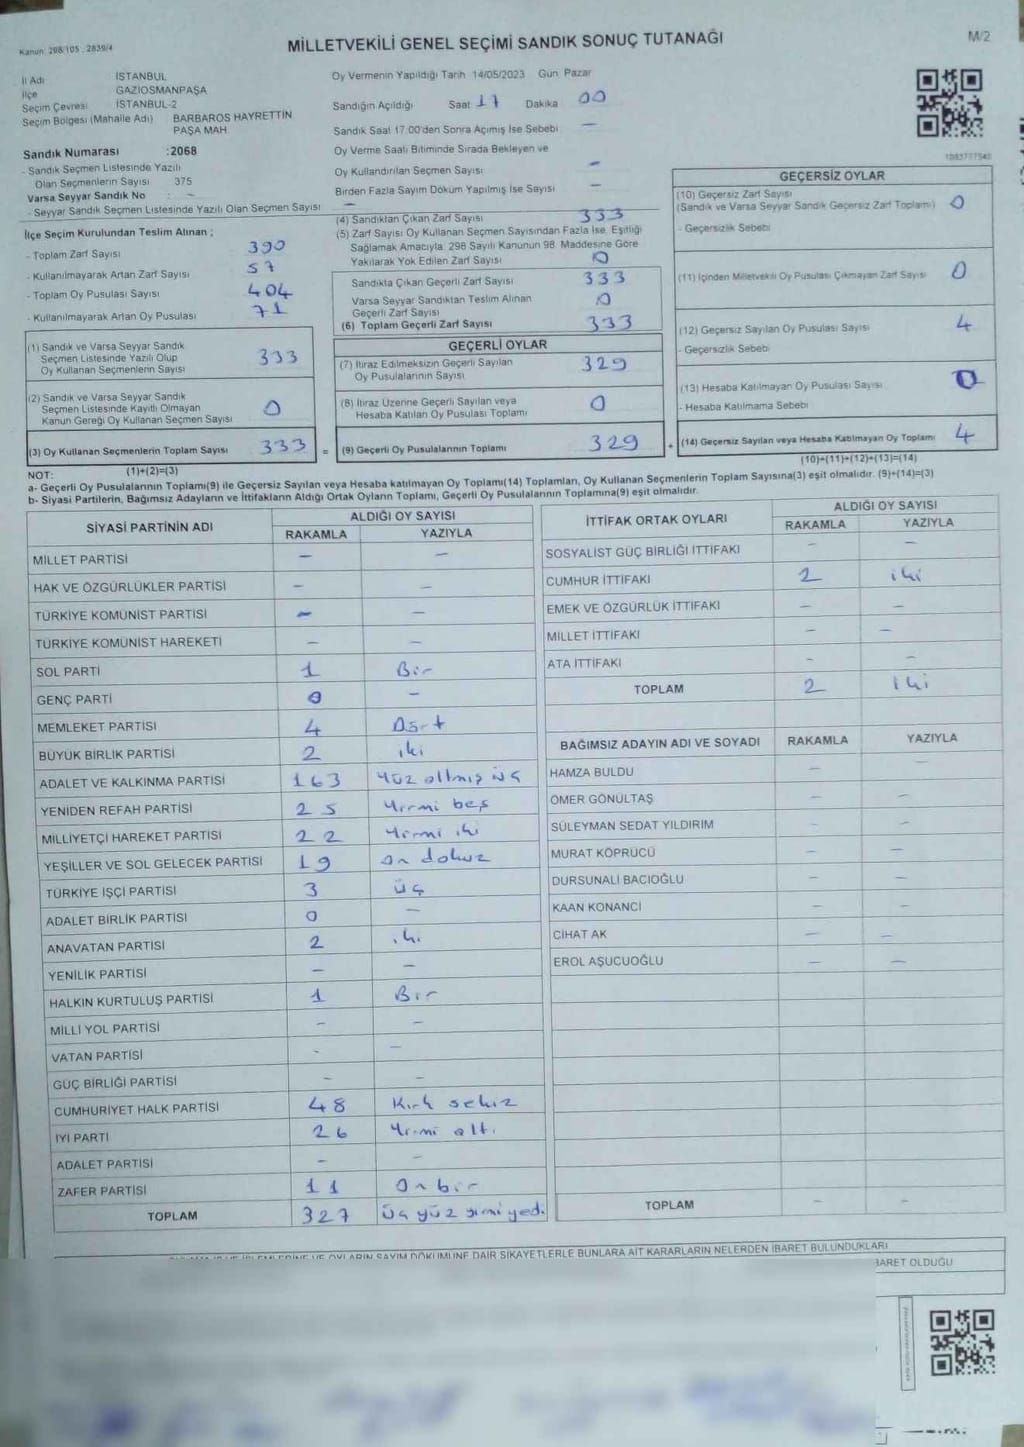 Kanun: 298/105 , 2839/4
MİLLETVEKİLİ GENEL SEÇİMİ SANDIK SONUÇ TUTANAĞI
M/2
İl Adı İSTANBUL
İlçe GAZİOSMANPAŞA
Seçim Çevresi İSTANBUL-2
Seçim Bölgesi (Mahalle Adı) BARBAROS HAYRETTİN
PAŞA MAH
Sandık Numarası :2068
- Sandık Seçmen Listesinde Yazılı
Olan Seçmenlerin Sayısı 375
Varsa Seyyar Sandık No : -
- Seyyar Sandık Seçmen Listesinde Yazılı Olan Seçmen Sayısı -
Oy Vermenin Yapıldığı Tarih 14/05/2023 Gün Pazar
Sandığın Açıldığı Saat 17 Dakika 00
Sandık Saat 17:00'den Sonra Açılmış İse Sebebi -
Oy Verme Saati Bitiminde Sırada Bekleyen ve
Oy Kullandırılan Seçmen Sayısı -
Birden Fazla Sayım Döküm Yapılmış İse Sayısı -
İlçe Seçim Kurulundan Teslim Alınan ;
- Toplam Zarf Sayısı 390
- Kullanılmayarak Artan Zarf Sayısı 57
- Toplam Oy Pusulası Sayısı 404
- Kullanılmayarak Artan Oy Pusulası 71
(1) Sandık ve Varsa Seyyar Sandık
Seçmen Listesinde Yazılı Olup
Oy Kullanan Seçmenlerin Sayısı 333
(2) Sandık ve Varsa Seyyar Sandık
Seçmen Listesinde Kayıtlı Olmayan
Kanun Gereği Oy Kullanan Seçmen Sayısı 0
(3) Oy Kullanan Seçmenlerin Toplam Sayısı 333 =
(1)+(2)=(3)
(4) Sandıktan Çıkan Zarf Sayısı 333
(5) Zarf Sayısı Oy Kullanan Seçmen Sayısından Fazla İse, Eşitliği
Sağlamak Amacıyla, 298 Sayılı Kanunun 98. Maddesine Göre
Yakılarak Yok Edilen Zarf Sayısı 0
Sandıkta Çıkan Geçerli Zarf Sayısı 333
Varsa Seyyar Sandıktan Teslim Alınan
Geçerli Zarf Sayısı 0
(6) Toplam Geçerli Zarf Sayısı 333
GEÇERLİ OYLAR
(7) İtiraz Edilmeksizin Geçerli Sayılan
Oy Pusulalarının Sayısı 329
(8) İtiraz Üzerine Geçerli Sayılan veya
Hesaba Katılan Oy Pusulası Toplamı 0
(9) Geçerli Oy Pusulalarının Toplamı 329 +
1083777540
GEÇERSİZ OYLAR
(10) Geçersiz Zarf Sayısı
(Sandık ve Varsa Seyyar Sandık Geçersiz Zarf Toplamı) 0
- Geçersizlik Sebebi
(11) İçinden Milletvekili Oy Pusulası Çıkmayan Zarf Sayısı 0
(12) Geçersiz Sayılan Oy Pusulası Sayısı 4
- Geçersizlik Sebebi
(13) Hesaba Katılmayan Oy Pusulası Sayısı 0
- Hesaba Katılmama Sebebi
(14) Geçersiz Sayılan veya Hesaba Katılmayan Oy Toplamı 4
(10)+(11)+(12)+(13)=(14)
NOT:
a- Geçerli Oy Pusulalarının Toplamı(9) ile Geçersiz Sayılan veya Hesaba katılmayan Oy Toplamı(14) Toplamları, Oy Kullanan Seçmenlerin Toplam Sayısına(3) eşit olmalıdır. (9)+(14)=(3)
b- Siyasi Partilerin, Bağımsız Adayların ve İttifakların Aldığı Ortak Oyların Toplamı, Geçerli Oy Pusulalarının Toplamına(9) eşit olmalıdır.
SİYASİ PARTİNİN ADI ALDIĞI OY SAYISI
RAKAMLA YAZIYLA
MİLLET PARTİSİ - -
HAK VE ÖZGÜRLÜKLER PARTİSİ - -
TÜRKİYE KOMÜNİST PARTİSİ - -
TÜRKİYE KOMÜNİST HAREKETİ - -
SOL PARTİ 1 Bir
GENÇ PARTİ 0 -
MEMLEKET PARTİSİ 4 Dört
BÜYÜK BİRLİK PARTİSİ 2 iki
ADALET VE KALKINMA PARTİSİ 163 Yüz altmış üç
YENİDEN REFAH PARTİSİ 25 Yirmi beş
MİLLİYETÇİ HAREKET PARTİSİ 22 Yirmi iki
YEŞİLLER VE SOL GELECEK PARTİSİ 19 on dokuz
TÜRKİYE İŞÇİ PARTİSİ 3 üç
ADALET BİRLİK PARTİSİ 0 -
ANAVATAN PARTİSİ 2 iki
YENİLİK PARTİSİ - -
HALKIN KURTULUŞ PARTİSİ 1 Bir
MİLLİ YOL PARTİSİ - -
VATAN PARTİSİ - -
GÜÇ BİRLİĞİ PARTİSİ - -
CUMHURİYET HALK PARTİSİ 48 Kırk sekiz
İYİ PARTİ 26 Yirmi altı
ADALET PARTİSİ - -
ZAFER PARTİSİ 11 On bir
TOPLAM 327 üç yüz yirmi yedi
İTTİFAK ORTAK OYLARI ALDIĞI OY SAYISI
RAKAMLA YAZIYLA
SOSYALİST GÜÇ BİRLİĞİ İTTİFAKI - -
CUMHUR İTTİFAKI 2 iki
EMEK VE ÖZGÜRLÜK İTTİFAKI - -
MİLLET İTTİFAKI - -
ATA İTTİFAKI - -
TOPLAM 2 iki
BAĞIMSIZ ADAYIN ADI VE SOYADI RAKAMLA YAZIYLA
HAMZA BULDU - -
ÖMER GÖNÜLTAŞ - -
SÜLEYMAN SEDAT YILDIRIM - -
MURAT KÖPRÜCÜ - -
DURSUNALİ BACIOĞLU - -
KAAN KONANCİ - -
CİHAT AK - -
EROL AŞUCUOĞLU - -
TOPLAM - -
OYLARIN SAYIM DÖKÜMÜNE DAİR ŞİKAYETLERLE BUNLARA AİT KARARLARIN NELERDEN İBARET BULUNDUKLARI
İBARET OLDUĞU